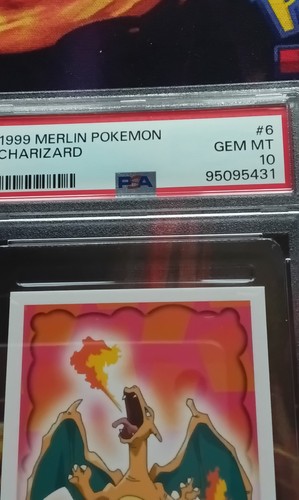 1999 MERLIN POKEMON #6
CHARIZARD GEM MT
10
PSA 95095431